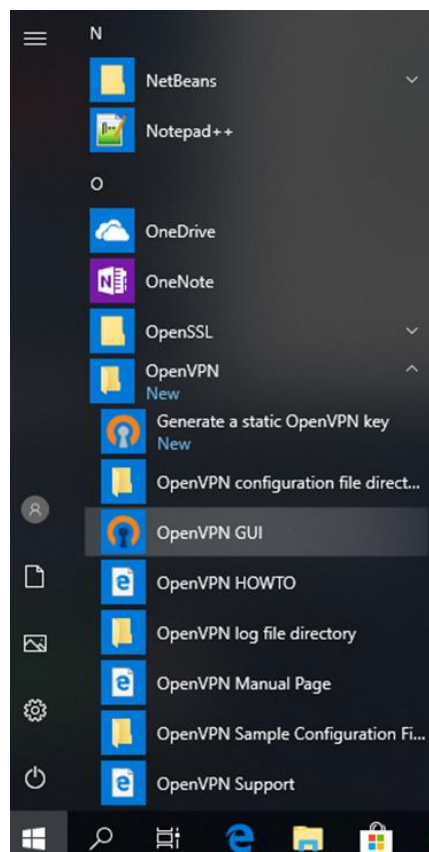 N
NetBeans
Notepad++
O
OneDrive
OneNote
OpenSSL
OpenVPN
New
Generate a static OpenVPN key
New
OpenVPN configuration file direct...
OpenVPN GUI
OpenVPN HOWTO
OpenVPN log file directory
OpenVPN Manual Page
OpenVPN Sample Configuration Fi...
OpenVPN Support